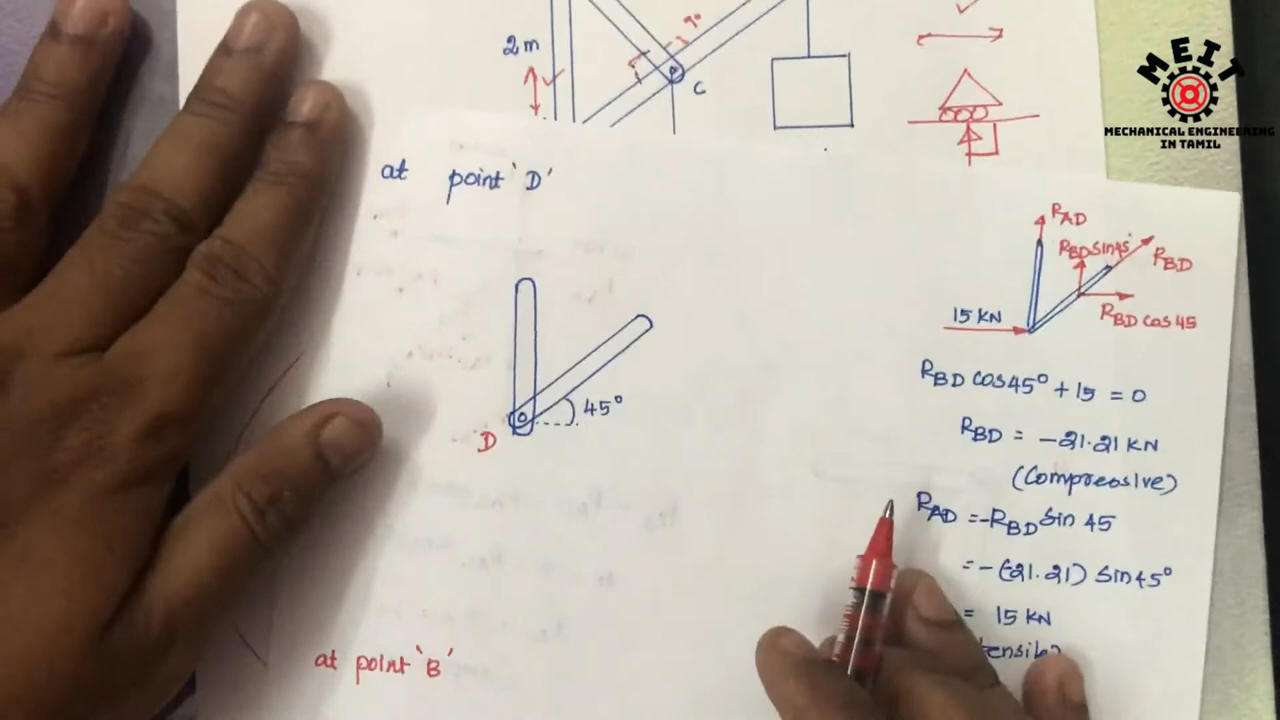 2m
90
C
MEIT
MECHANICAL ENGINEERING
IN TAMIL
at point 'D'
RAD
RBD sin45
RBD
15 KN
RBD cos 45
45°
D
RBD cos45° + 15 = 0
RBD = -21.21 KN
(Compressive)
RAD = -RBD sin 45
= -(-21.21) sin45°
= 15 KN
at point 'B'